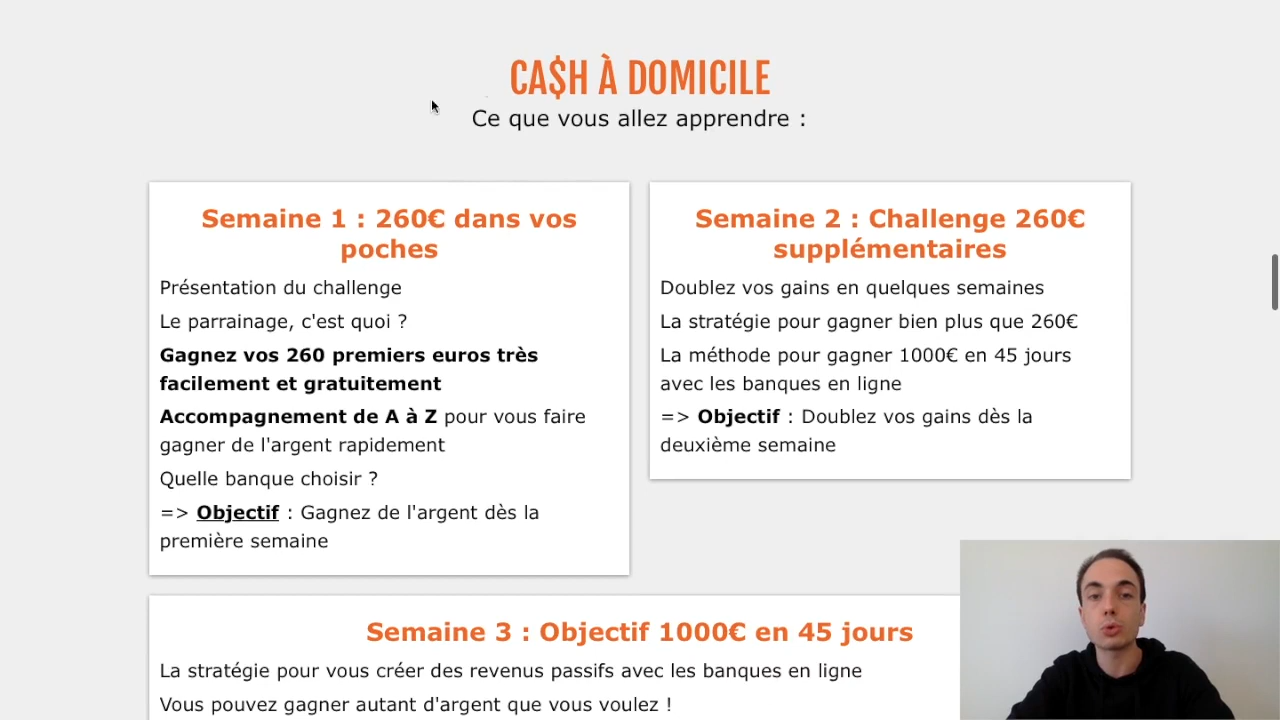 CA$H À DOMICILE
Ce que vous allez apprendre :
Semaine 1 : 260€ dans vos
poches
Présentation du challenge
Le parrainage, c'est quoi ?
Gagnez vos 260 premiers euros très
facilement et gratuitement
Accompagnement de A à Z pour vous faire
gagner de l'argent rapidement
Quelle banque choisir ?
=> Objectif : Gagnez de l'argent dès la
première semaine
Semaine 2 : Challenge 260€
supplémentaires
Doublez vos gains en quelques semaines
La stratégie pour gagner bien plus que 260€
La méthode pour gagner 1000€ en 45 jours
avec les banques en ligne
=> Objectif : Doublez vos gains dès la
deuxième semaine
Semaine 3 : Objectif 1000€ en 45 jours
La stratégie pour vous créer des revenus passifs avec les banques en ligne
Vous pouvez gagner autant d'argent que vous voulez !